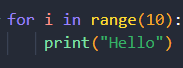 for i in range(10):
    print("Hello")